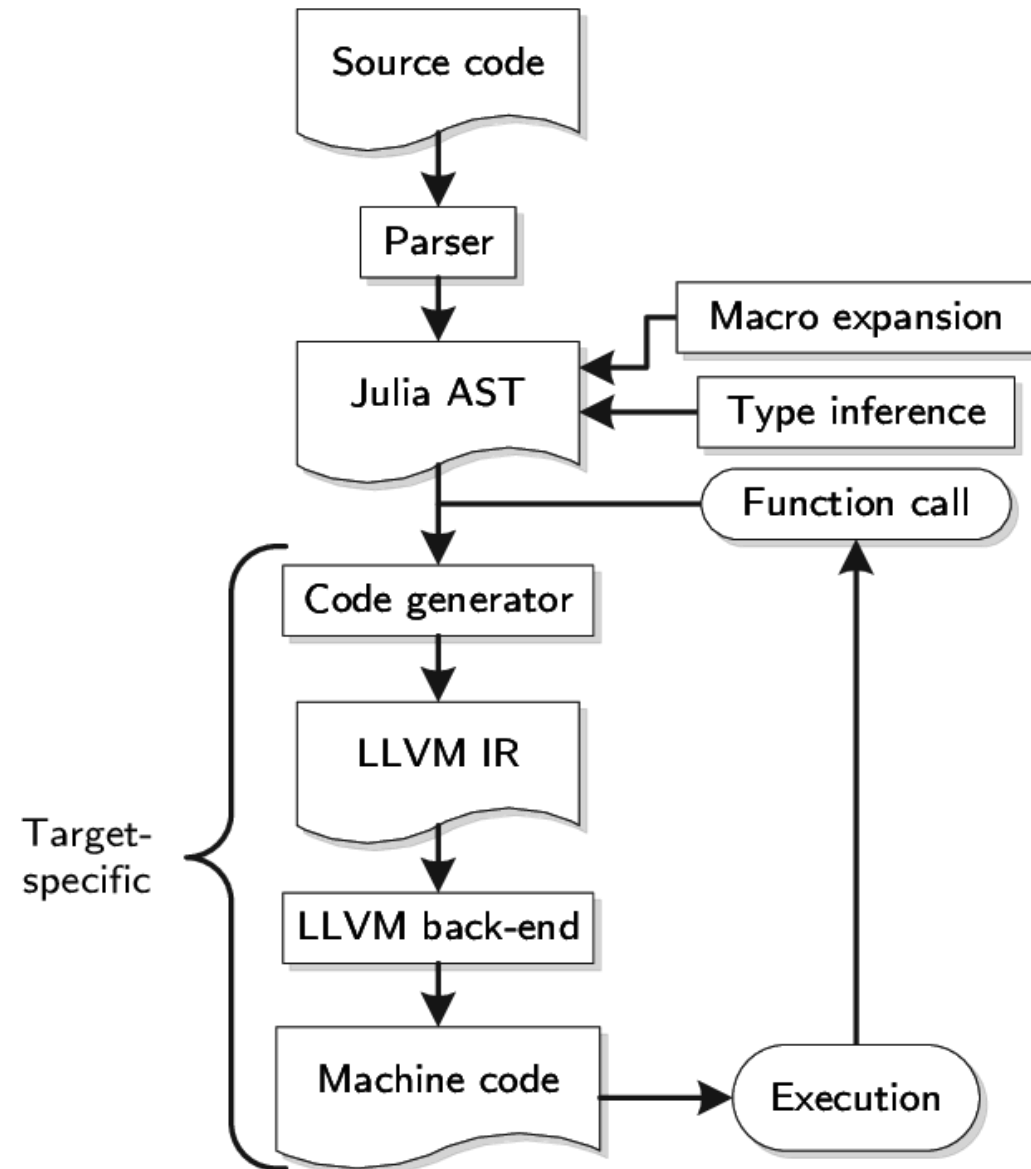 Source code
Parser
Macro expansion
Julia AST
Type inference
Function call
Code generator
LLVM IR
Target-
specific
LLVM back-end
Machine code
Execution